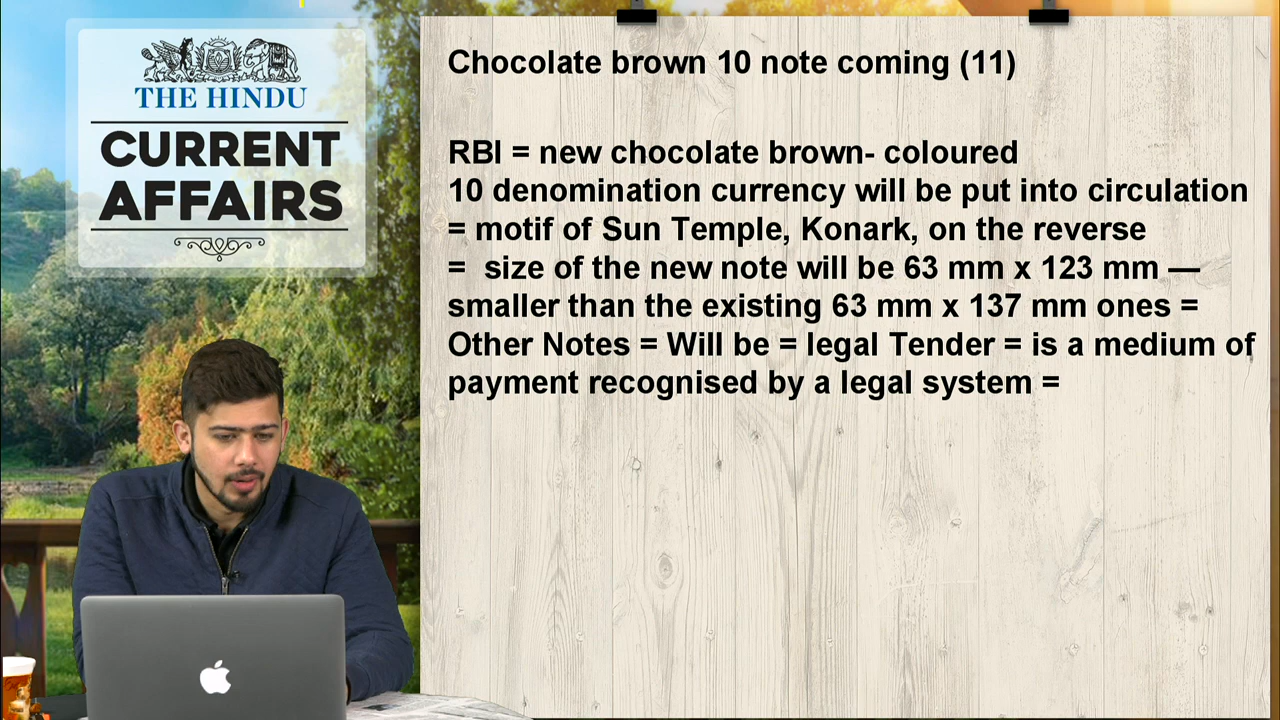 THE HINDU
CURRENT
AFFAIRS
Chocolate brown 10 note coming (11)
RBI = new chocolate brown- coloured
10 denomination currency will be put into circulation
= motif of Sun Temple, Konark, on the reverse
=  size of the new note will be 63 mm x 123 mm —
smaller than the existing 63 mm x 137 mm ones =
Other Notes = Will be = legal Tender = is a medium of
payment recognised by a legal system =